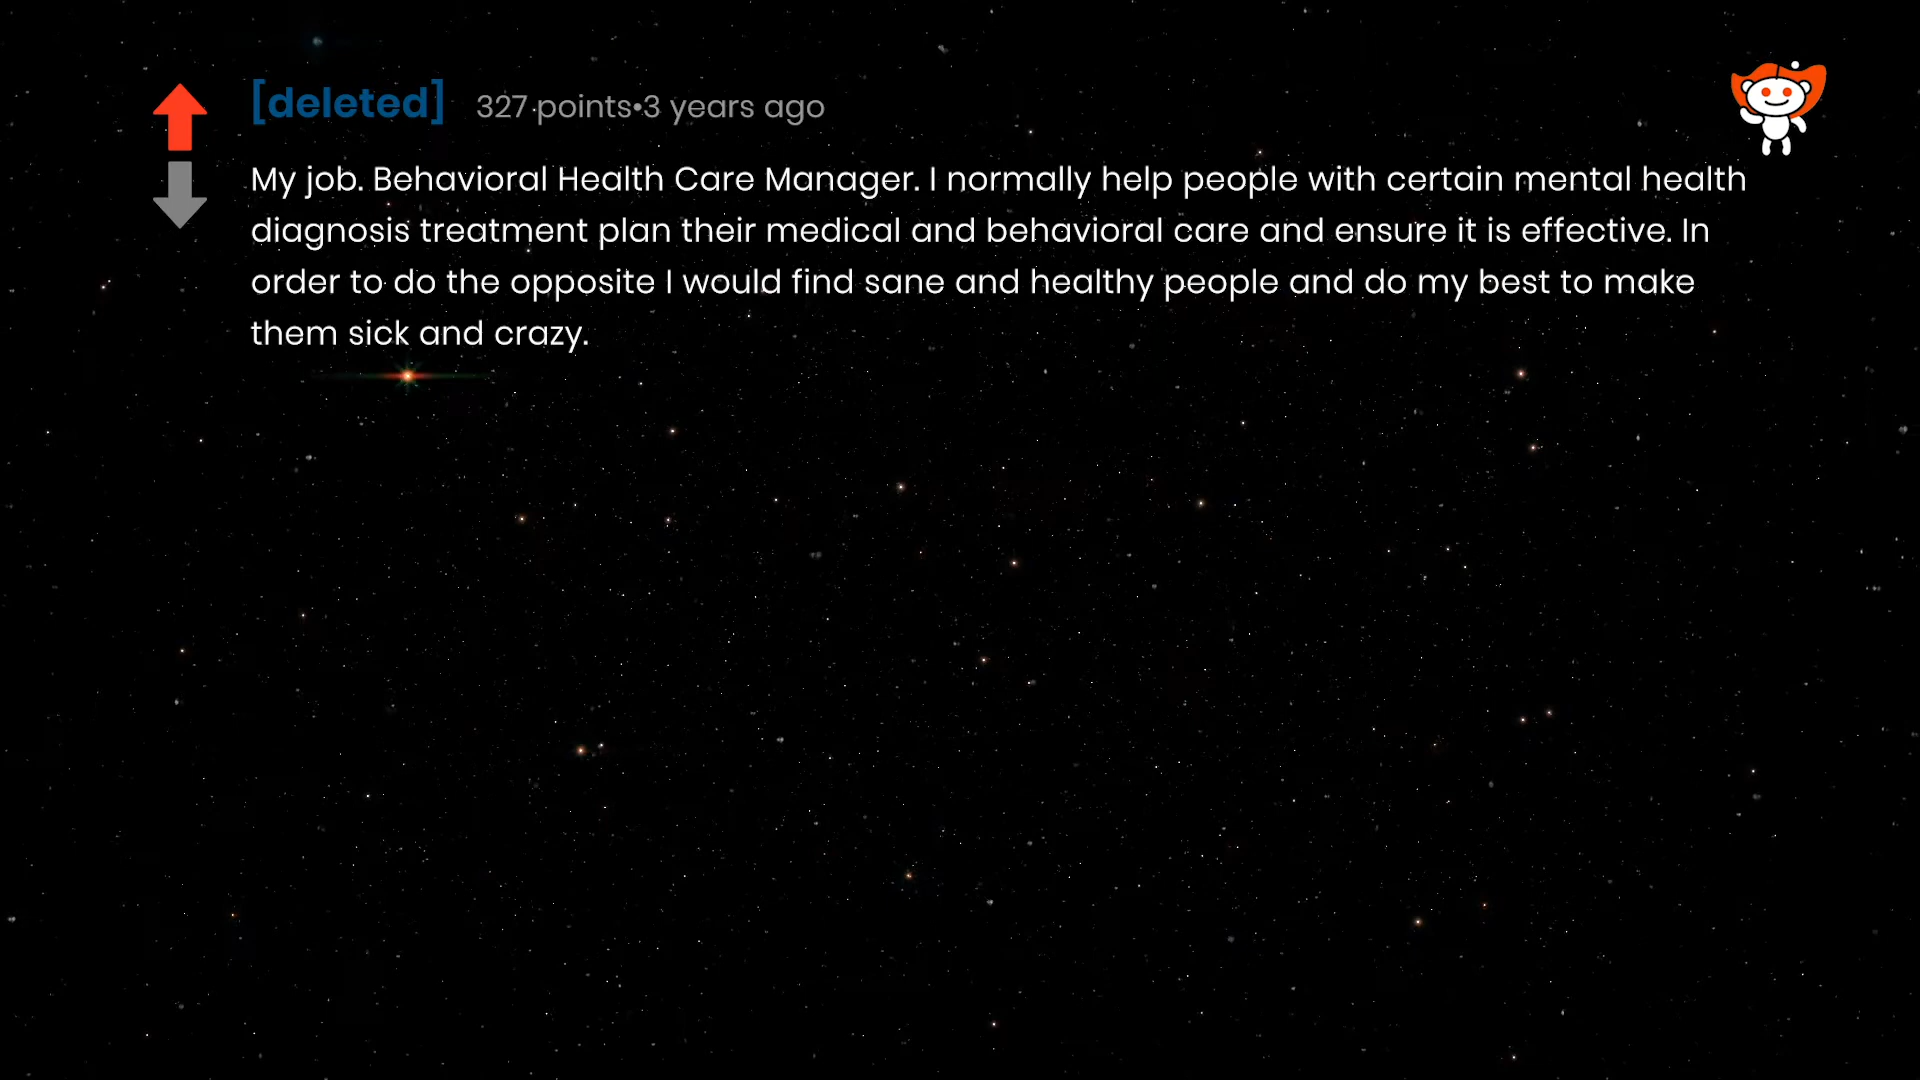 [deleted] 327 points•3 years ago
My job. Behavioral Health Care Manager. I normally help people with certain mental health
diagnosis treatment plan their medical and behavioral care and ensure it is effective. In
order to do the opposite I would find sane and healthy people and do my best to make
them sick and crazy.